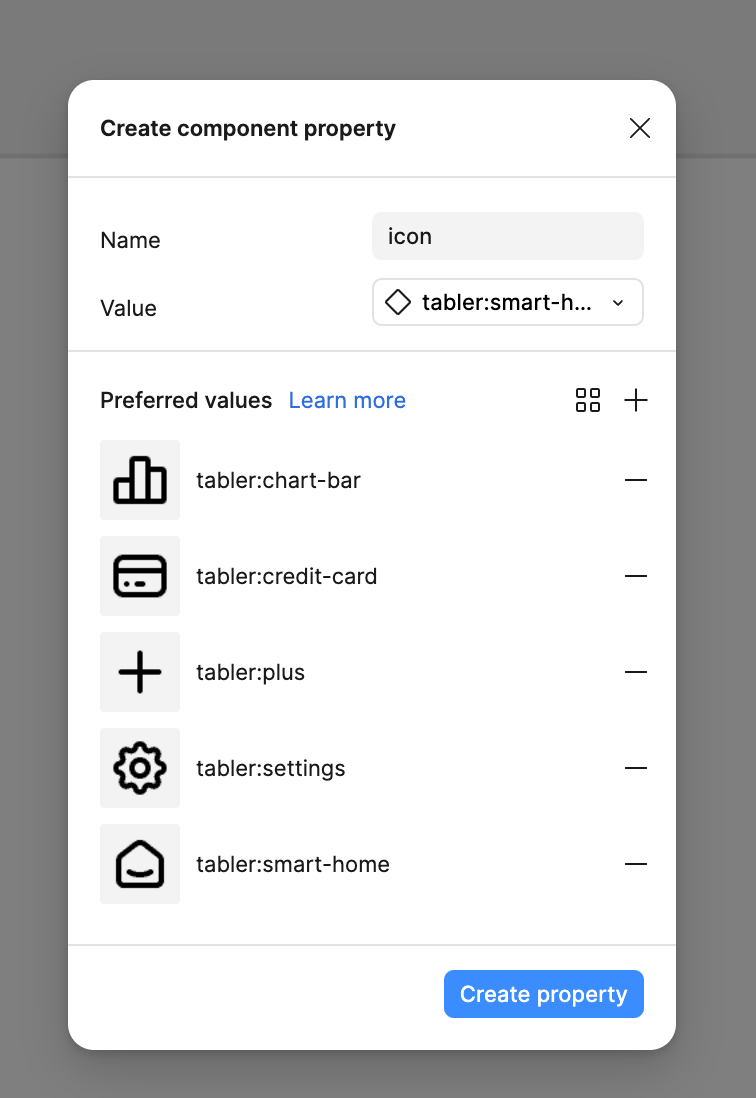 Create component property
Name
icon
Value
tabler:smart-h...
Preferred values Learn more
tabler:chart-bar
tabler:credit-card
tabler:plus
tabler:settings
tabler:smart-home
Create property